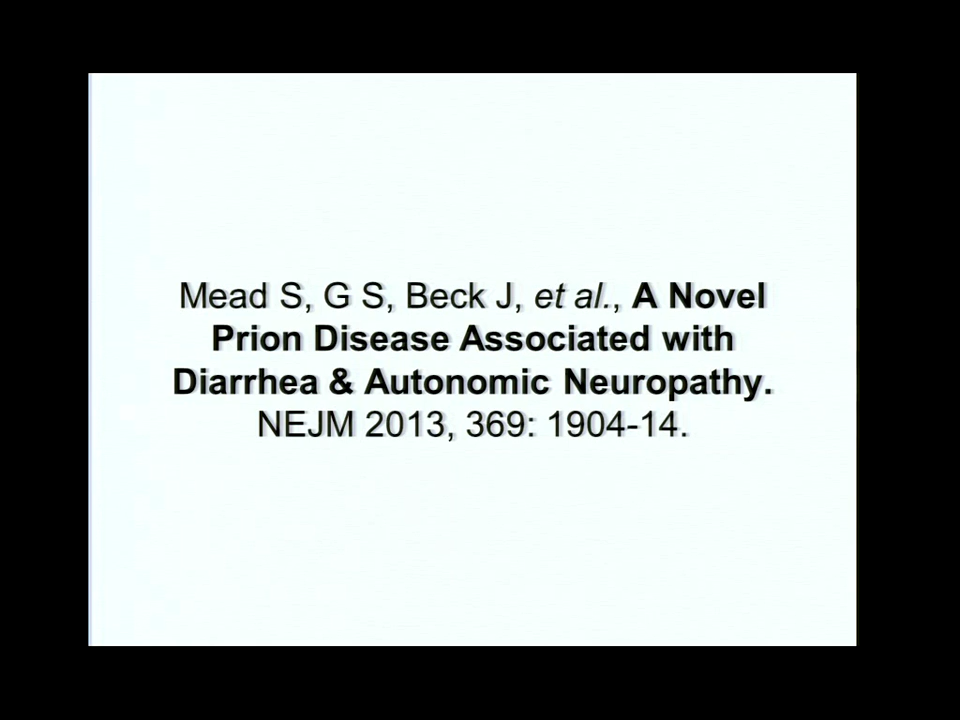 Mead S, G S, Beck J, et al., A Novel
Prion Disease Associated with
Diarrhea & Autonomic Neuropathy.
NEJM 2013, 369: 1904-14.